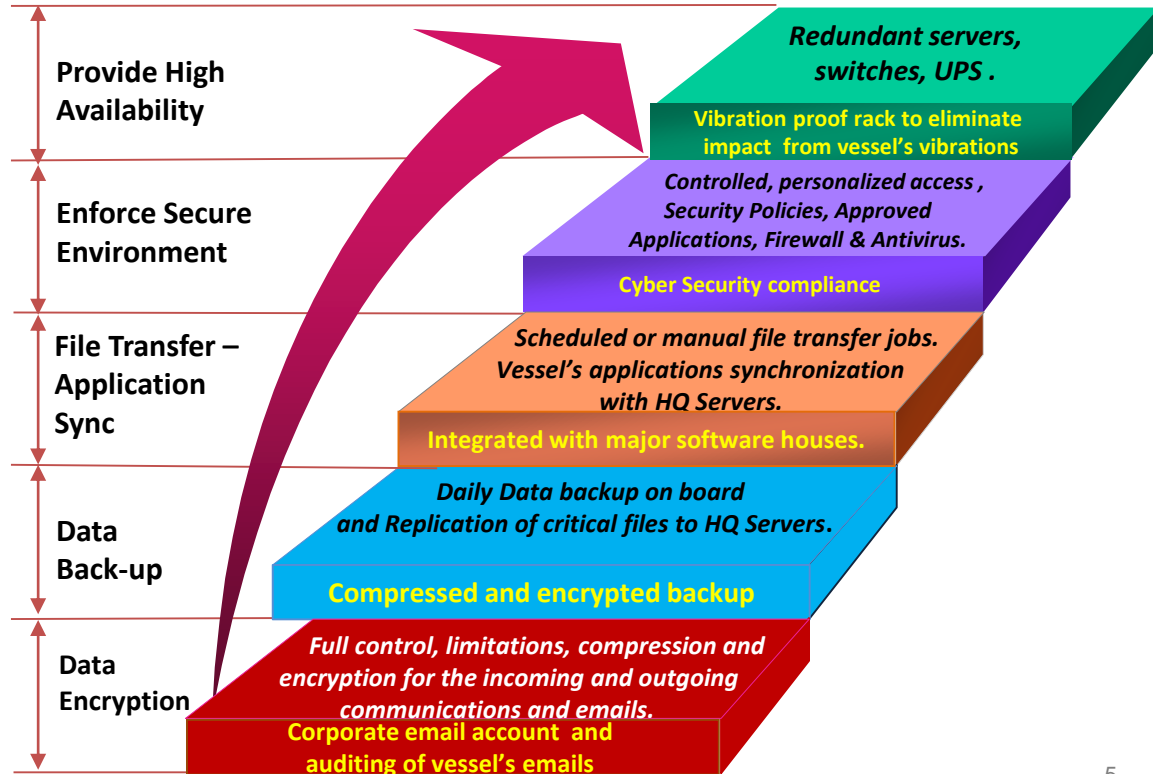 Provide High
Availability
Redundant servers,
switches, UPS .
Vibration proof rack to eliminate
impact from vessel's vibrations
Enforce Secure
Environment
Controlled, personalized access ,
Security Policies, Approved
Applications, Firewall & Antivirus.
Cyber Security compliance
File Transfer –
Application
Sync
Scheduled or manual file transfer jobs.
Vessel's applications synchronization
with HQ Servers.
Integrated with major software houses.
Data
Back-up
Daily Data backup on board
and Replication of critical files to HQ Servers.
Compressed and encrypted backup
Data
Encryption
Full control, limitations, compression and
encryption for the incoming and outgoing
communications and emails.
Corporate email account and
auditing of vessel's emails
5